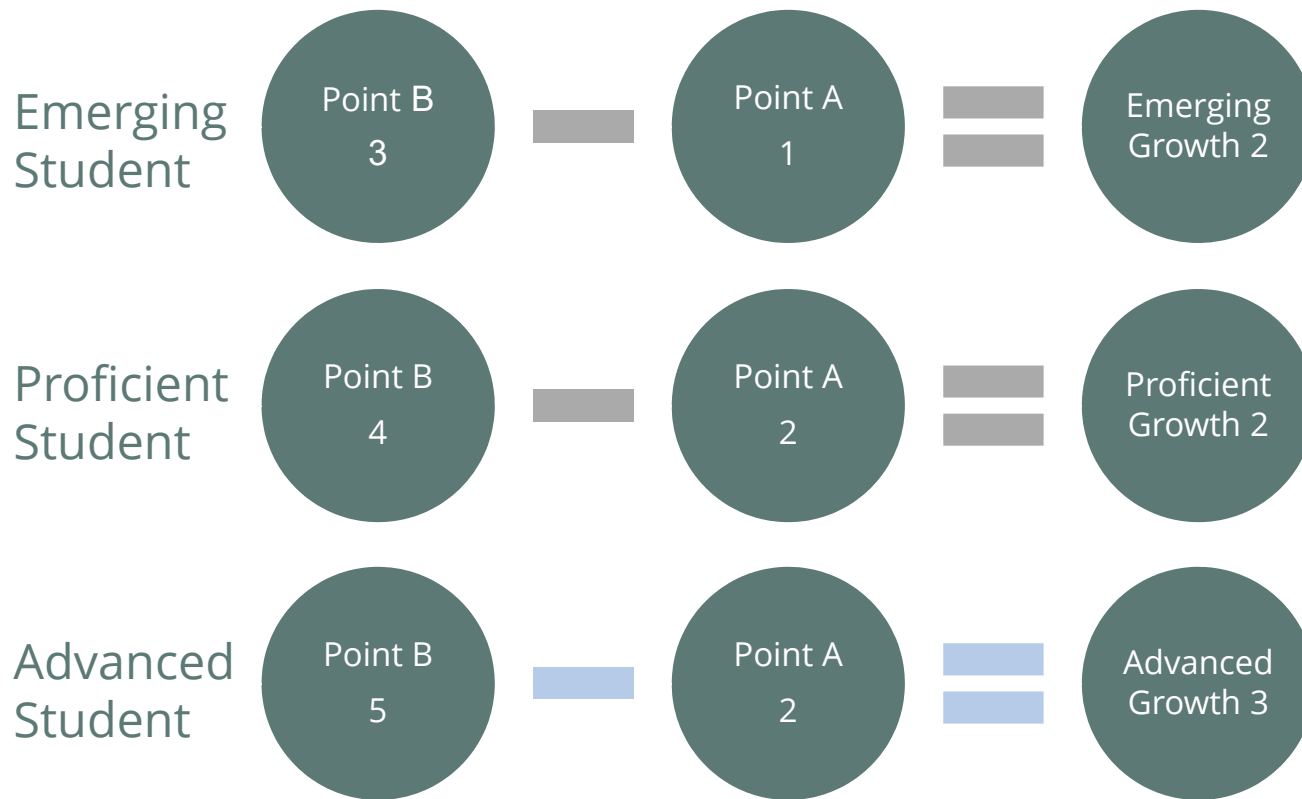 Emerging
Student
Point B
3
Point A
1
Emerging
Growth 2
Proficient
Student
Point B
4
Point A
2
Proficient
Growth 2
Advanced
Student
Point B
5
Point A
2
Advanced
Growth 3